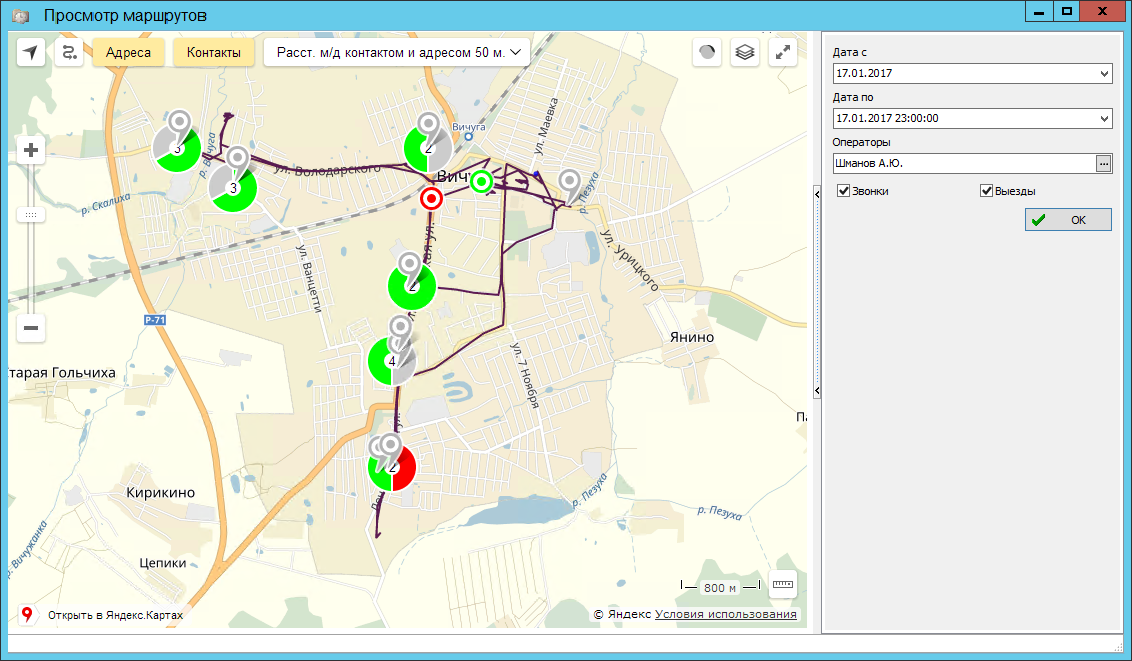 Просмотр маршрутов
Адреса
Контакты
Расст. м/д контактом и адресом 50 м.
Дата с
17.01.2017
Дата по
17.01.2017 23:00:00
Операторы
Шманов А.Ю.
...
Звонки
Выезды
OK
Вичуга
ул. Маевка
3
2
р. Вичуга
ул. Володарского
Вичу
3
р. Пезуха
р. Скалиха
кая ул.
ул. Урицкого
ул. Ванцетти
2
Р-71
Янино
4
ул. 7 Ноября
тарая Гольчиха
2
Кирикино
р. Пезуха
р. Пезуха
р. Вичужанка
Цепики
800 м
Открыть в Яндекс.Картах
© Яндекс Условия использования